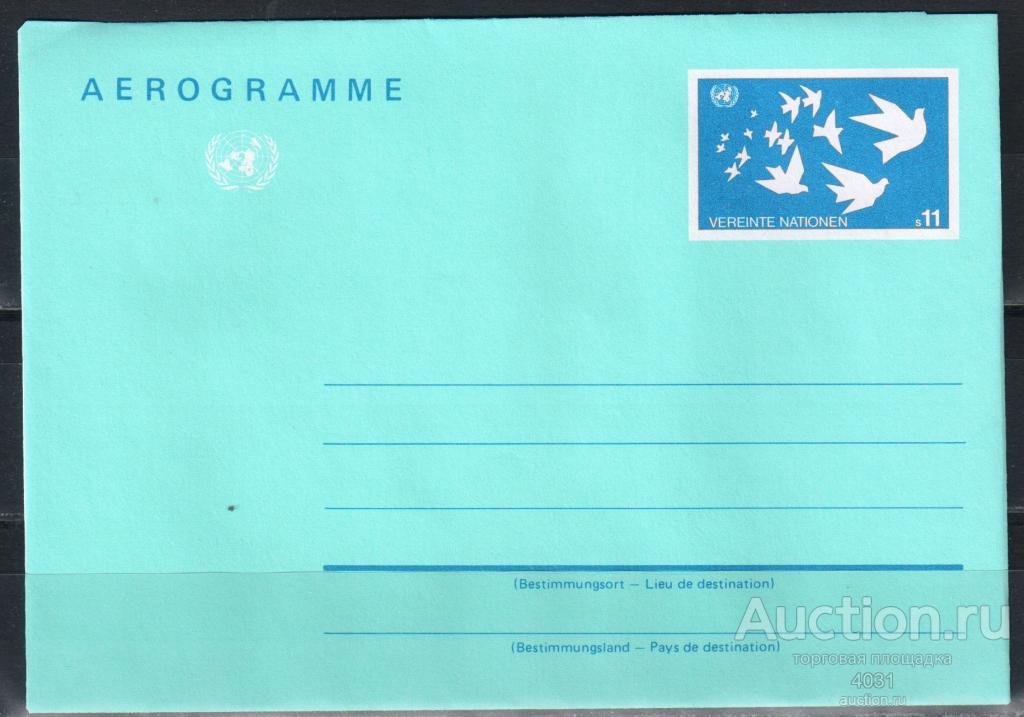 AEROGRAMME
VEREINTE NATIONEN
s11
(Bestimmungsort – Lieu de destination)
(Bestimmungsland – Pays de destination)
Auction.ru
торговая площадка
4031
auction.ru